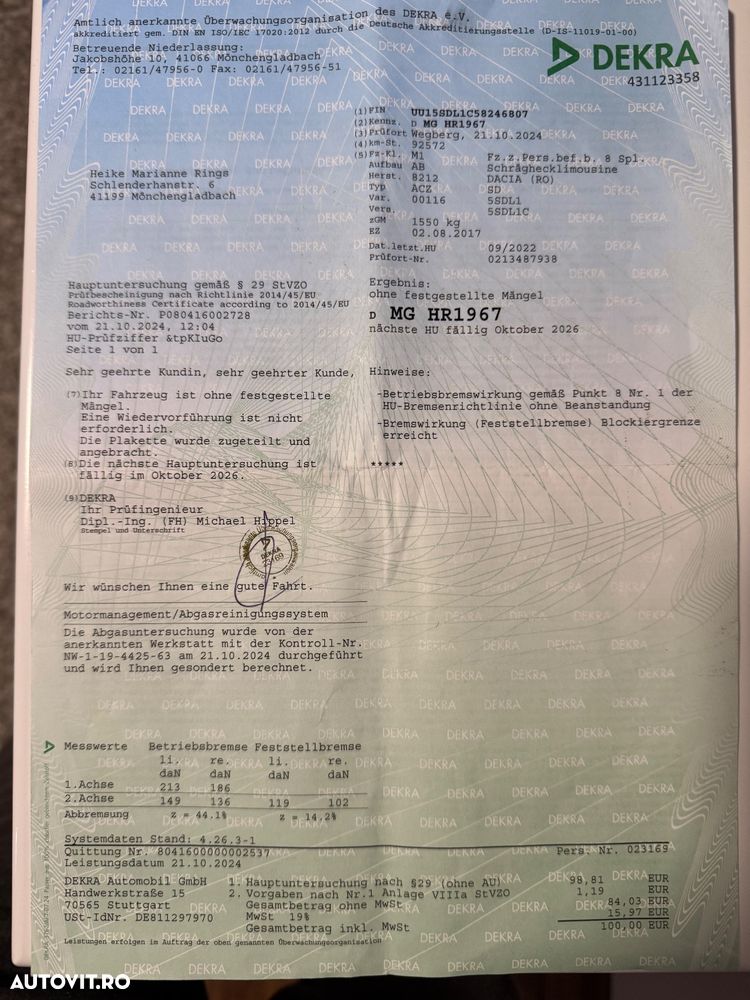 Amtlich anerkannte Überwachungsorganisation des DEKRA e.V.
akkreditiert gem. DIN EN ISO/IEC 17020:2012 durch die Deutsche Akkreditierungsstelle (D-IS-11019-01-00)
Betreuende Niederlassung:
Jakobshöhe 10, 41066 Mönchengladbach
Tel.: 02161/47956-0 Fax: 02161/47956-51
DEKRA
431123358
Heike Marianne Rings
Schlenderhanstr. 6
41199 Mönchengladbach
(1) FIN UU15SDL1C58246807
(2) Kennz. D MG HR1967
(3) Prüfort Wegberg, 21.10.2024
(4) km-St. 92572
(5) Fz-Kl. M1 Fz.z.Pers.bef.b. 8 Spl.
Aufbau AB Schräghecklimousine
Herst. 8212 DACIA (RO)
Typ ACZ SD
Var. 00116 5SDL1
Vers. 5SDL1C
zGM 1550 kg
EZ 02.08.2017
Dat.letzt.HU 09/2022
Prüfort-Nr. 0213487938
Hauptuntersuchung gemäß § 29 StVZO
Prüfbescheinigung nach Richtlinie 2014/45/EU
Roadworthiness Certificate according to 2014/45/EU
Berichts-Nr. P080416002728
vom 21.10.2024, 12:04
HU-Prüfziffer &tpKIuGo
Seite 1 von 1
Ergebnis:
ohne festgestellte Mängel
D MG HR1967
nächste HU fällig Oktober 2026
Sehr geehrte Kundin, sehr geehrter Kunde,
(7) Ihr Fahrzeug ist ohne festgestellte
Mängel.
Eine Wiedervorführung ist nicht
erforderlich.
Die Plakette wurde zugeteilt und
angebracht.
(8) Die nächste Hauptuntersuchung ist
fällig im Oktober 2026.
(9) DEKRA
Ihr Prüfingenieur
Dipl.-Ing. (FH) Michael Hippel
Stempel und Unterschrift
Wir wünschen Ihnen eine gute Fahrt.
Hinweise:
-Betriebsbremswirkung gemäß Punkt 8 Nr. 1 der
HU-Bremsenrichtlinie ohne Beanstandung
-Bremswirkung (Feststellbremse) Blockiergrenze
erreicht
*****
Motormanagement/Abgasreinigungssystem
Die Abgasuntersuchung wurde von der
anerkannten Werkstatt mit der Kontroll-Nr.
NW-1-19-4425-63 am 21.10.2024 durchgeführt
und wird Ihnen gesondert berechnet.
Messwerte Betriebsbremse Feststellbremse
li. re. li. re.
daN daN daN daN
1.Achse 213 186
2.Achse 149 136 119 102
Abbremsung z = 44.1% z = 14.2%
Systemdaten Stand: 4.26.3-1
Quittung Nr. 8041600000002537 Pers. Nr. 023169
Leistungsdatum 21.10.2024
DEKRA Automobil GmbH 1. Hauptuntersuchung nach §29 (ohne AU) 98,81 EUR
Handwerkstraße 15 2. Vorgaben nach Nr.1 Anlage VIIIa StVZO 1,19 EUR
70565 Stuttgart Gesamtbetrag ohne MwSt 84,03 EUR
USt-IdNr. DE811297970 MwSt 19% 15,97 EUR
Gesamtbetrag inkl. MwSt 100,00 EUR
Leistungen erfolgen im Auftrag der oben genannten Überwachungsorganisation
AUTOVIT.RO